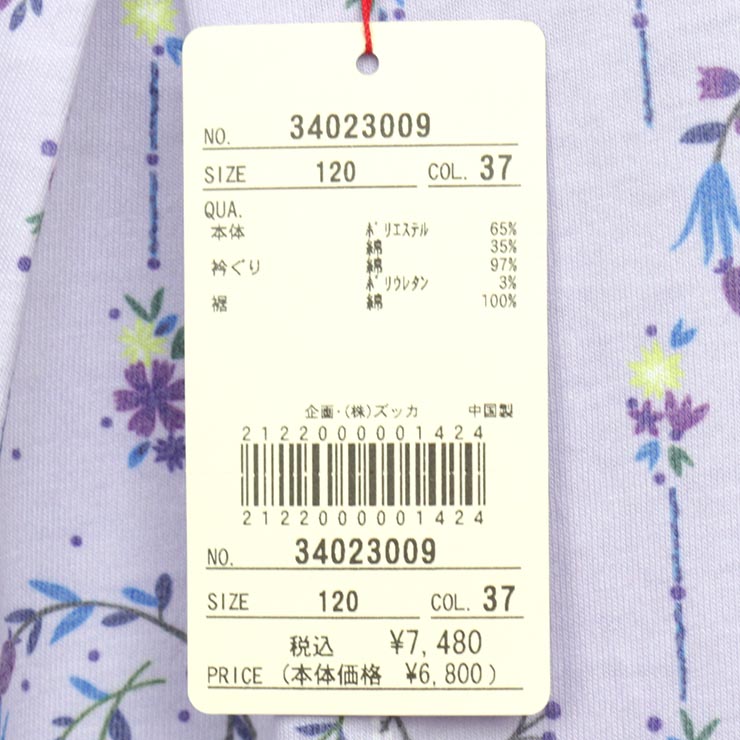 NO. 34023009
SIZE 120 COL. 37
QUA.
本体 ﾎﾟﾘｴｽﾃﾙ 65%
綿 35%
衿ぐり 綿 97%
ﾎﾟﾘｳﾚﾀﾝ 3%
裾 綿 100%
企画・(株)ズッカ 中国製
2122000001424
2122000001424
NO. 34023009
SIZE 120 COL. 37
税込 ¥7,480
PRICE (本体価格 ¥6,800)